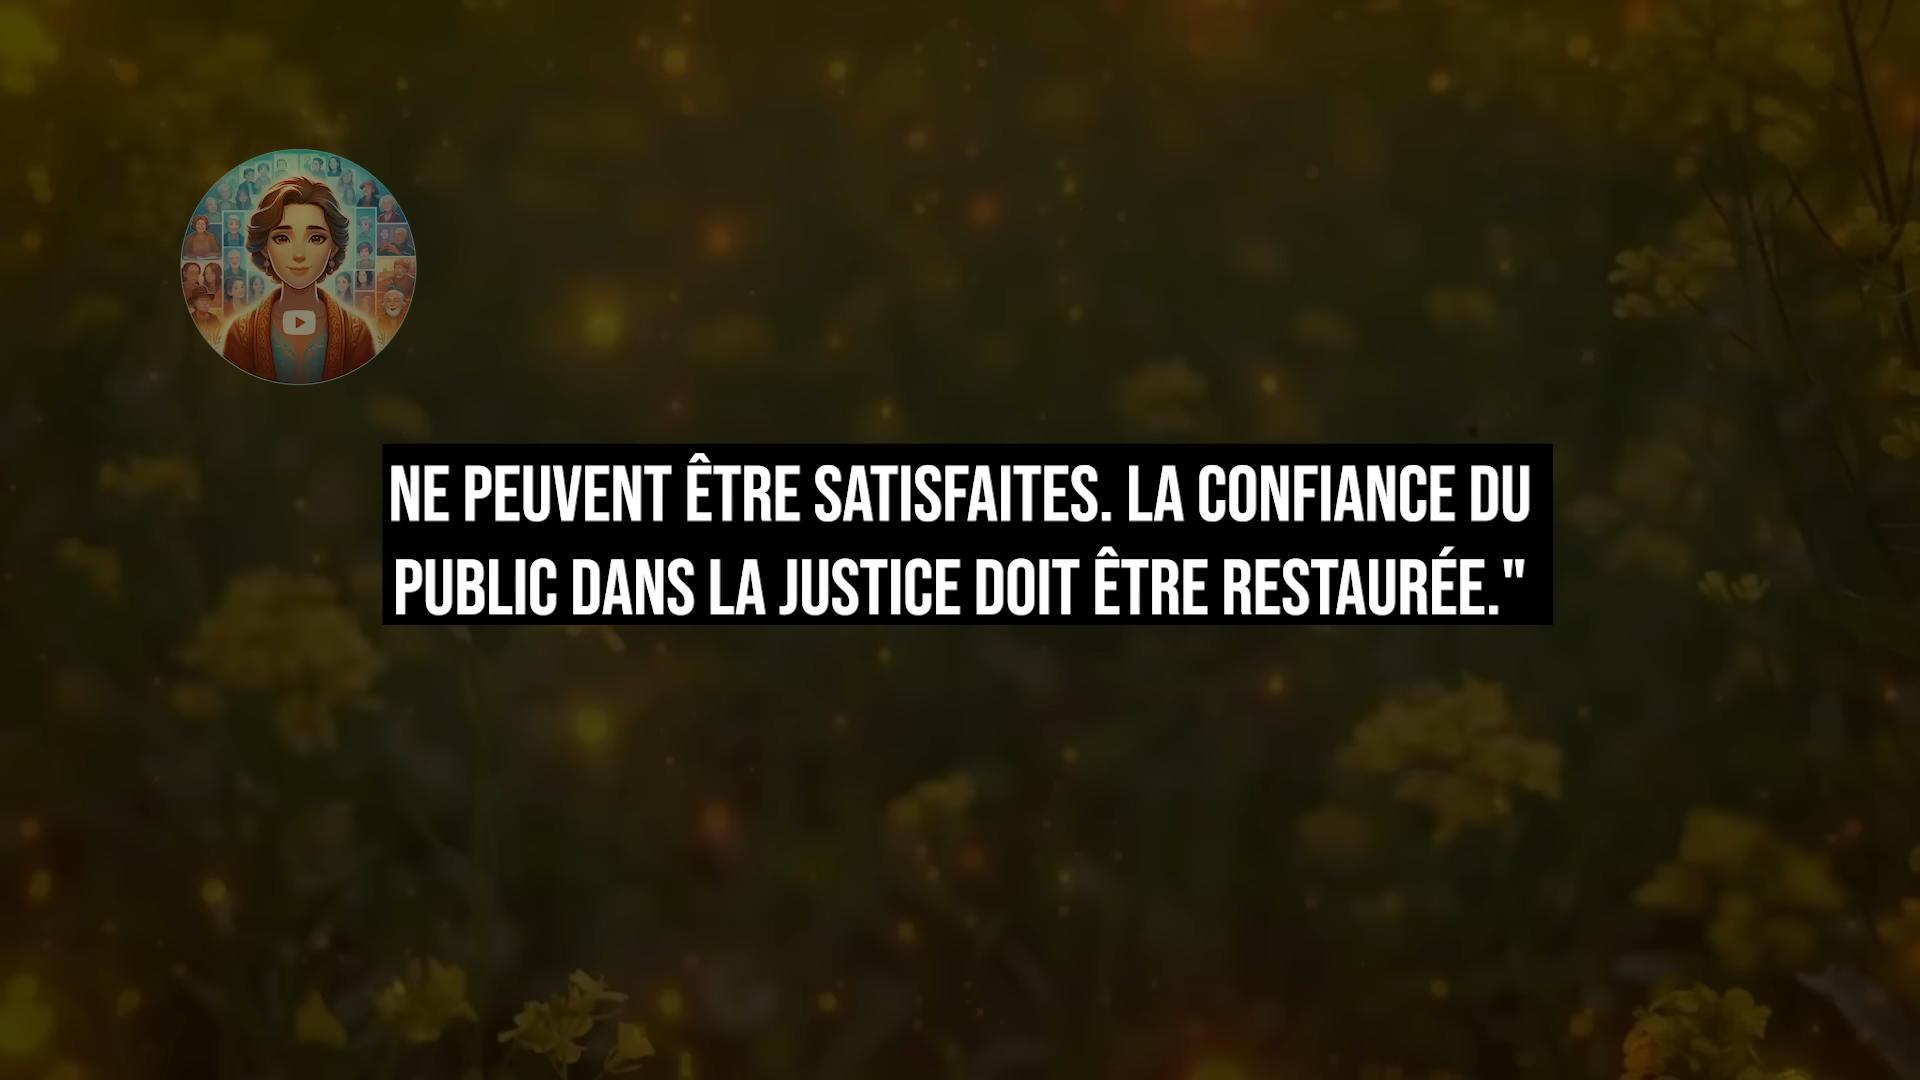 NE PEUVENT ÊTRE SATISFAITES. LA CONFIANCE DU
PUBLIC DANS LA JUSTICE DOIT ÊTRE RESTAURÉE."